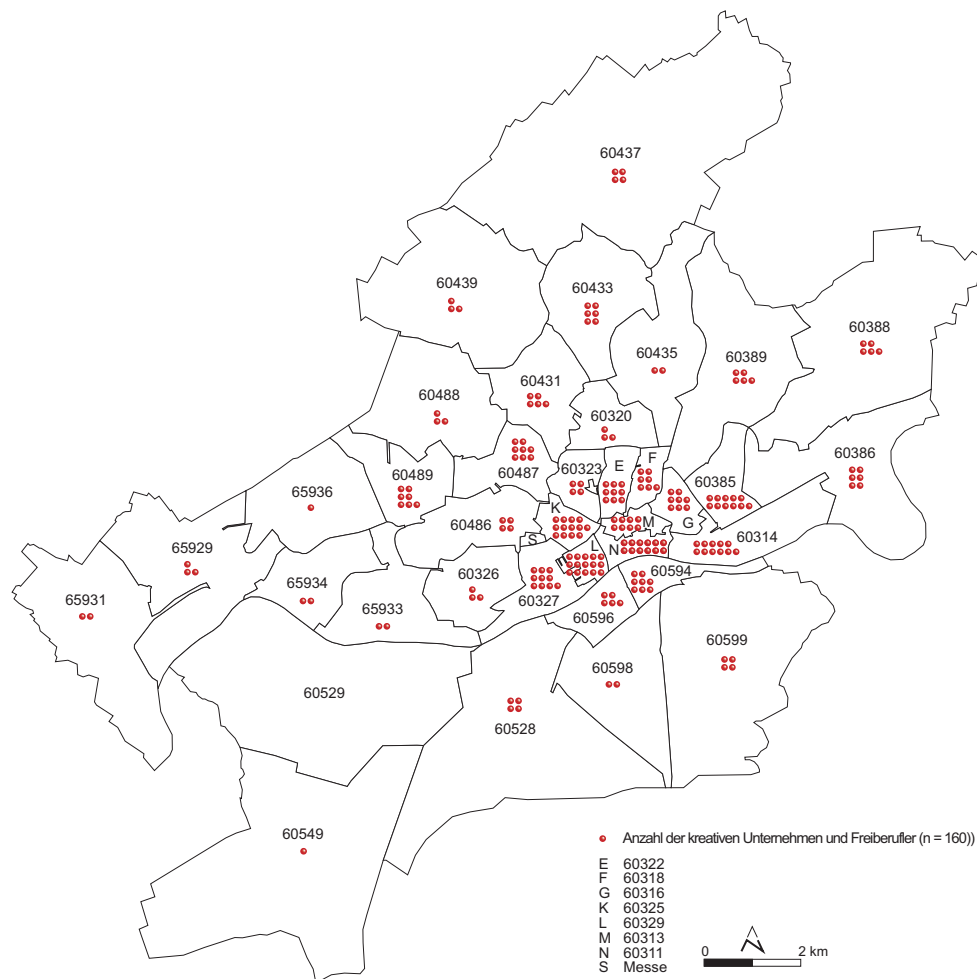 60437
60439
60433
60388
60435
60389
60431
60488
60320
60386
F
60323
E
60487
60489
60385
65936
K
M
G
60486
60314
S
L
N
65929
60326
60594
65934
60327
65931
65933
60596
60599
60598
60529
60528
60549
Anzahl der kreativen Unternehmen und Freiberufler (n = 160))
E 60322
F 60318
G 60316
K 60325
L 60329
M 60313
N 60311
S Messe
N
0 2 km